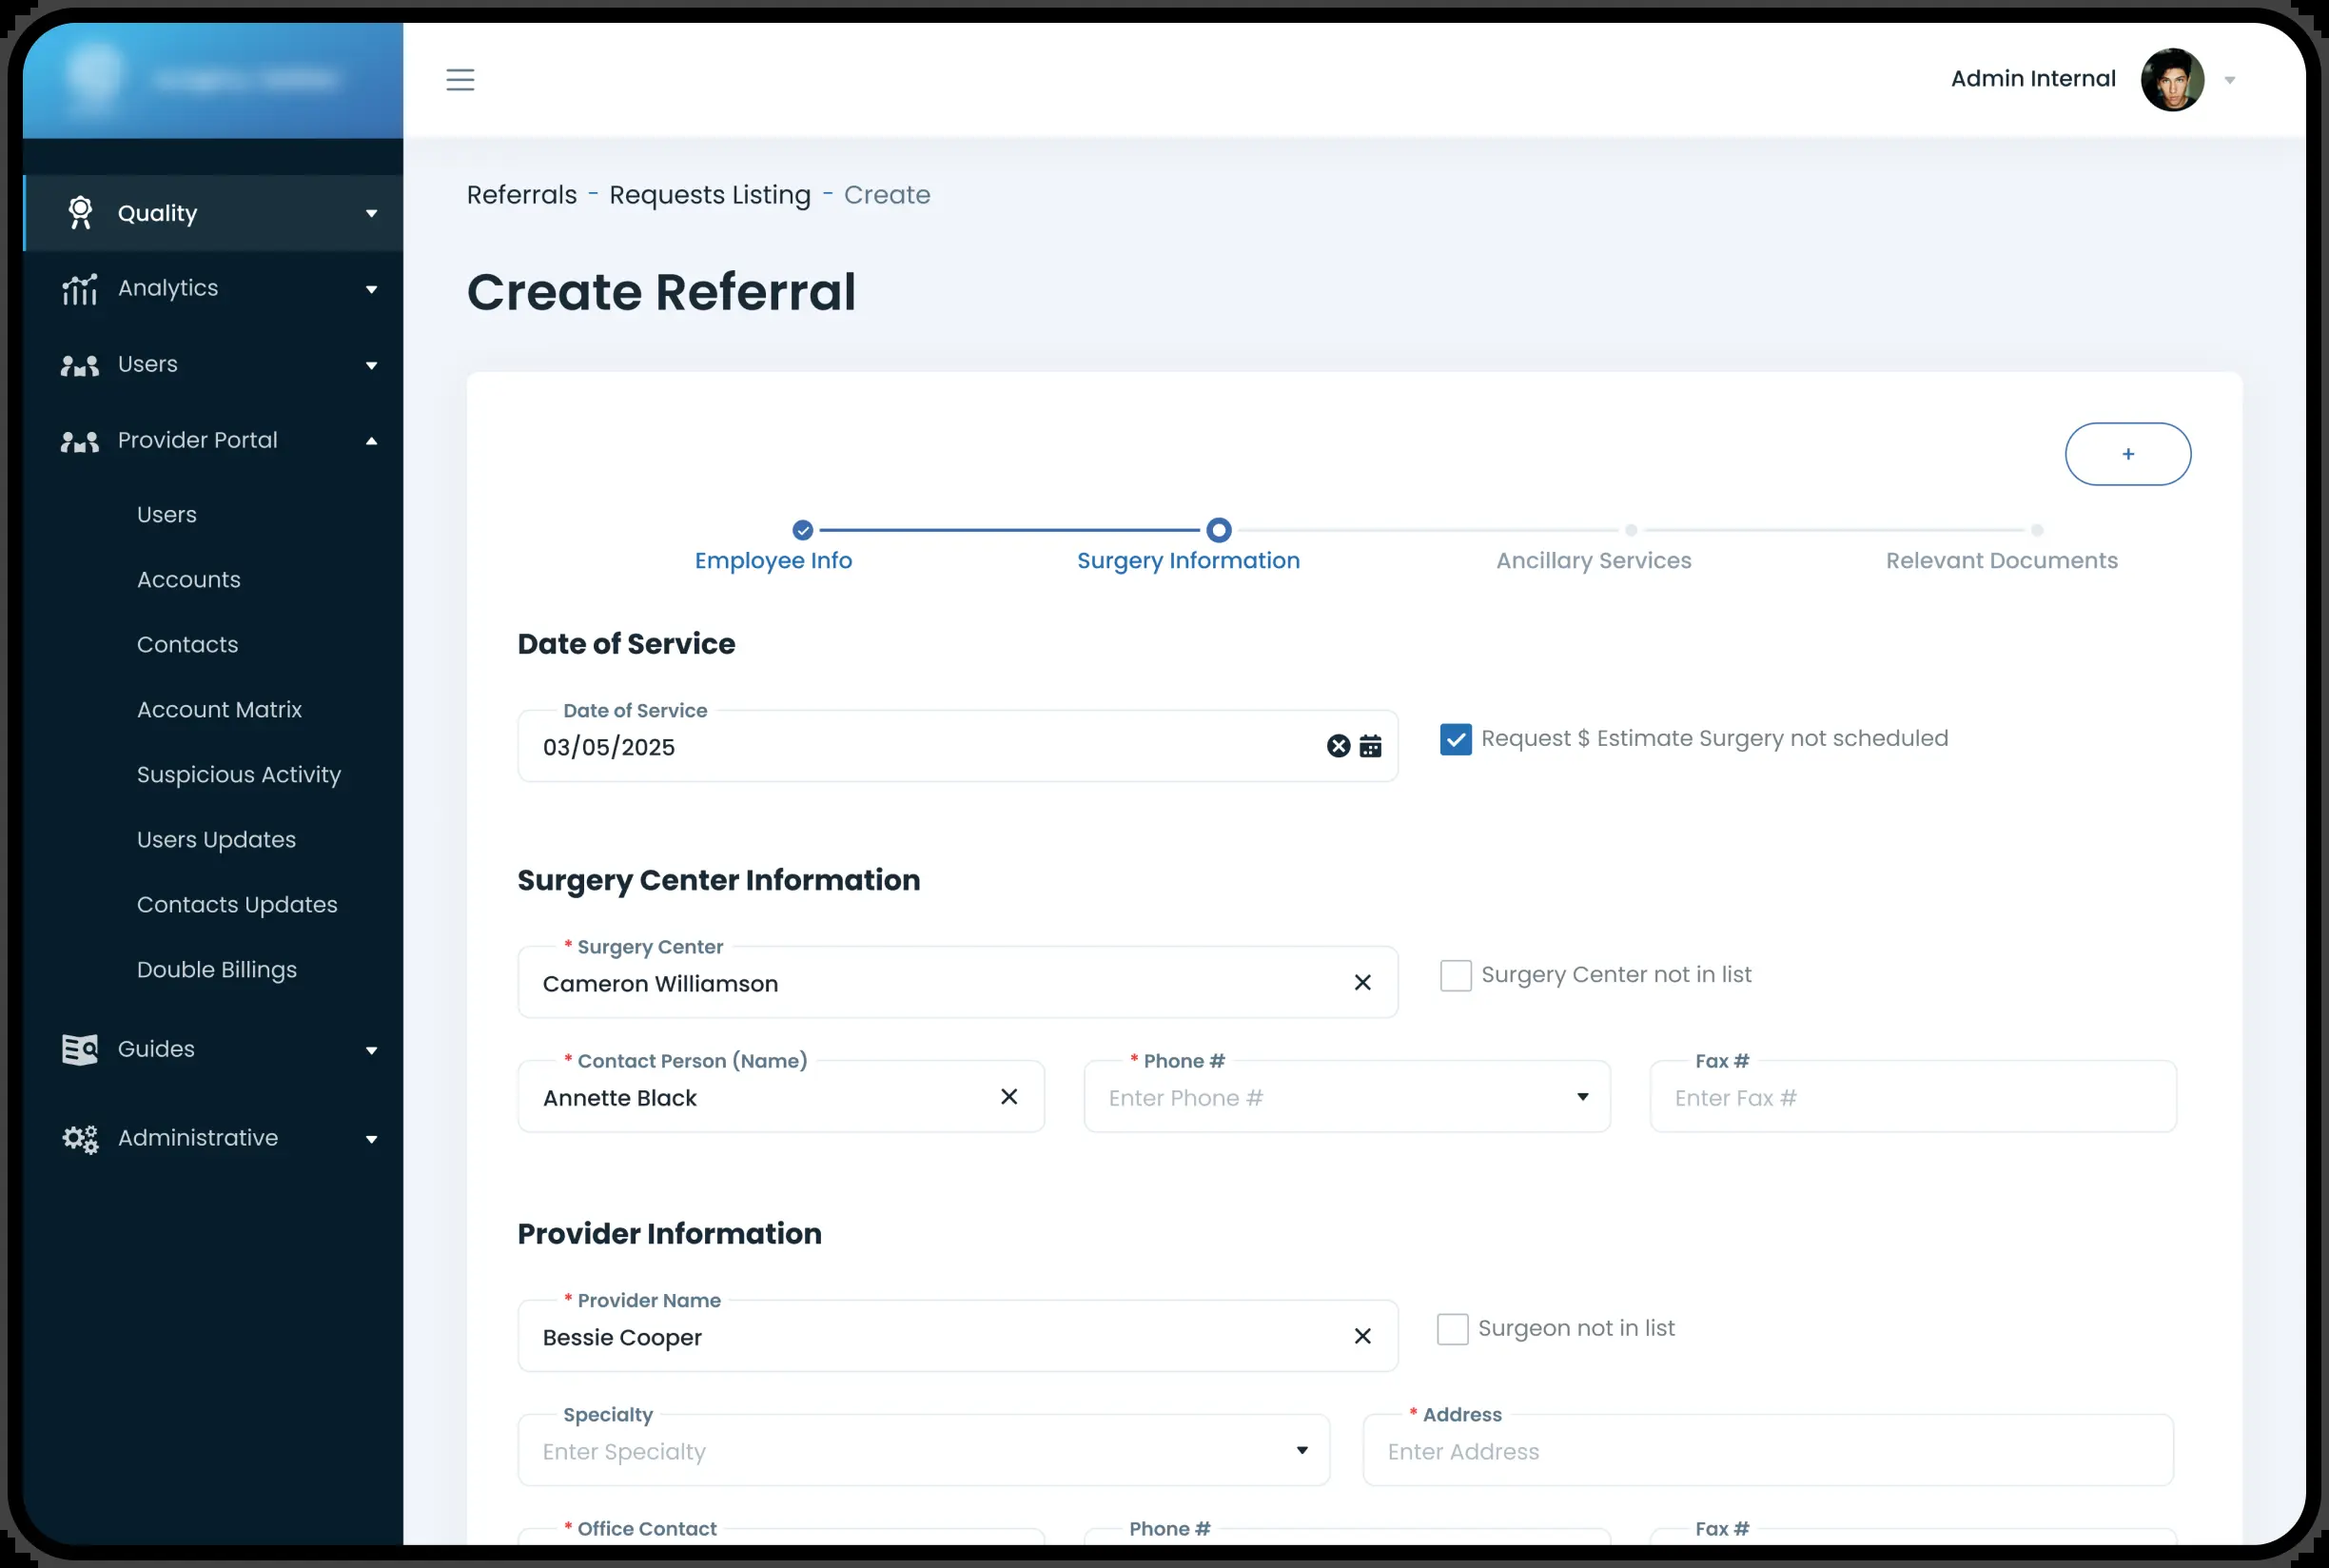 Admin Internal
Quality
Analytics
Users
Provider Portal
Users
Accounts
Contacts
Account Matrix
Suspicious Activity
Users Updates
Contacts Updates
Double Billings
Guides
Administrative
Referrals - Requests Listing - Create
Create Referral
+
Employee Info
Surgery Information
Ancillary Services
Relevant Documents
Date of Service
Date of Service
03/05/2025
Request $ Estimate Surgery not scheduled
Surgery Center Information
* Surgery Center
Cameron Williamson
Surgery Center not in list
* Contact Person (Name)
Annette Black
* Phone #
Enter Phone #
Fax #
Enter Fax #
Provider Information
* Provider Name
Bessie Cooper
Surgeon not in list
Specialty
Enter Specialty
* Address
Enter Address
* Office Contact
Phone #
Fax #